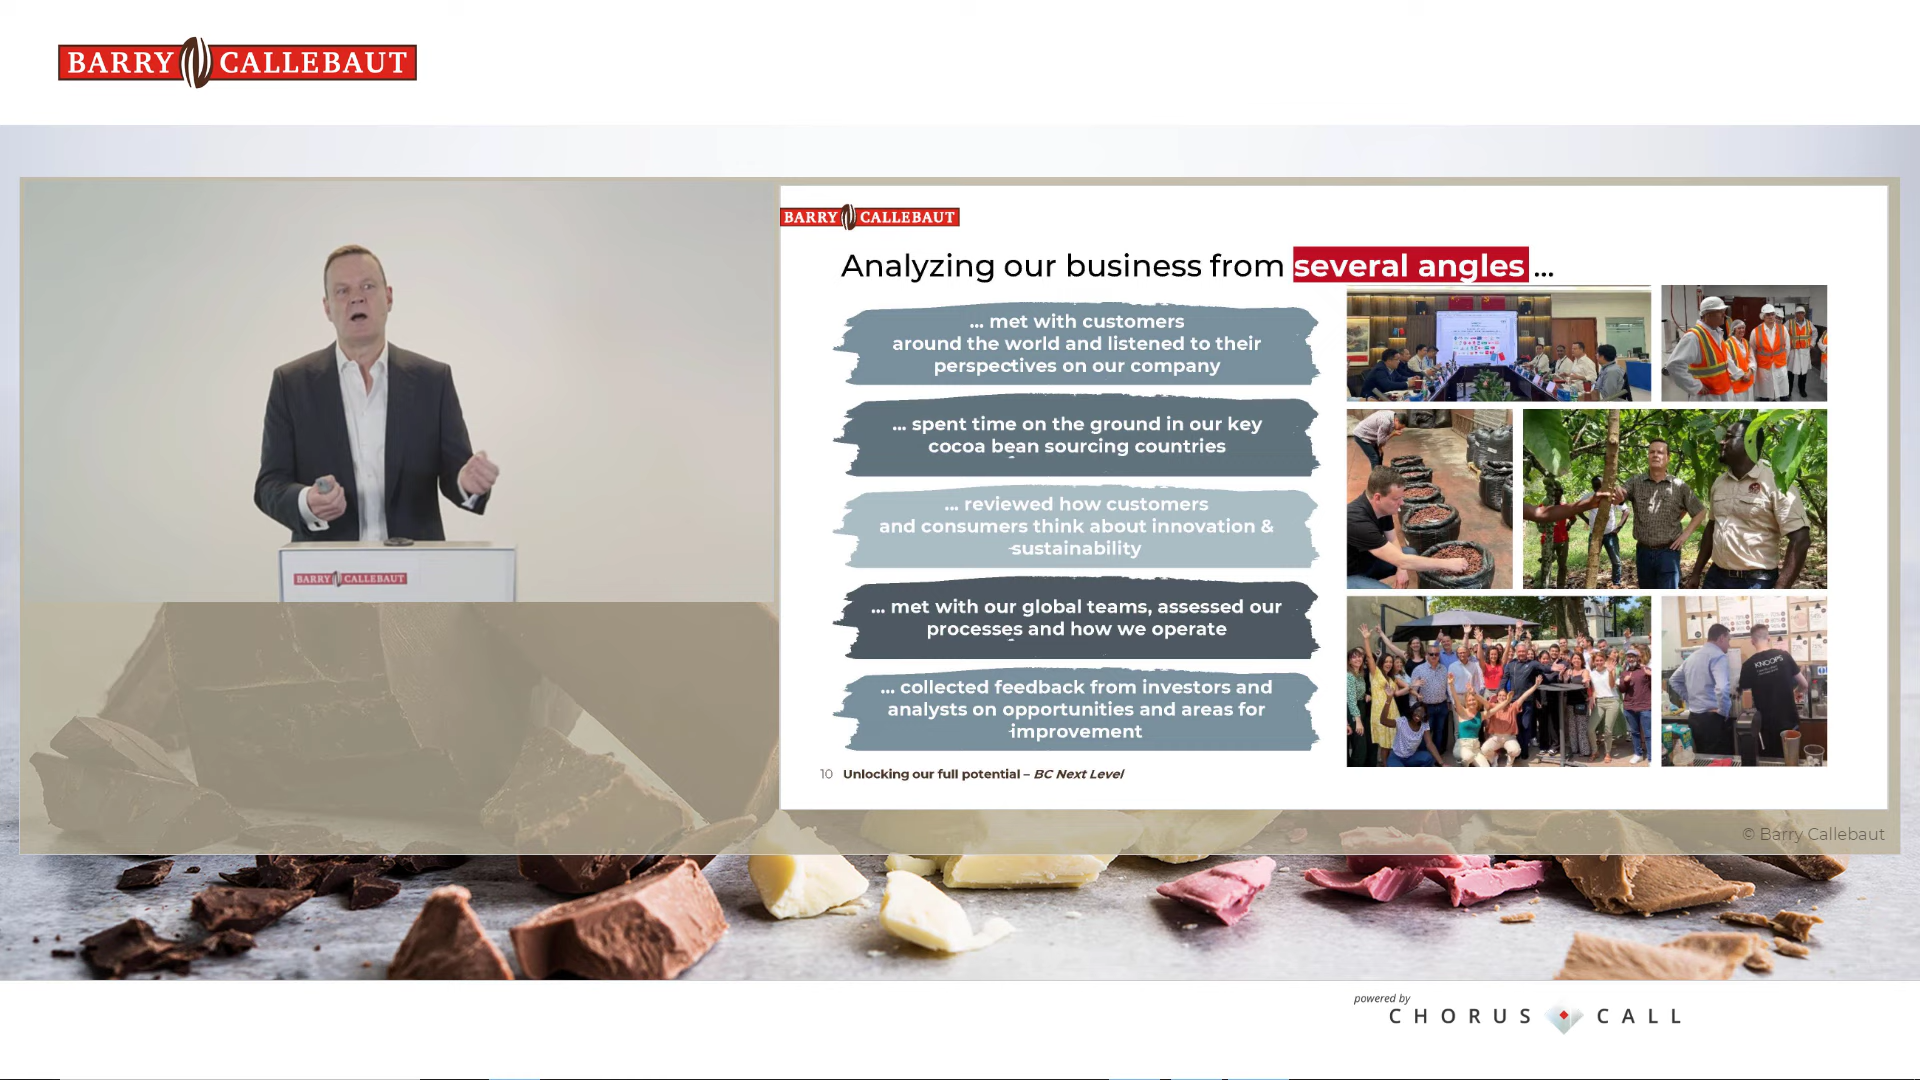 BARRY CALLEBAUT
BARRY CALLEBAUT
Analyzing our business from several angles ...
... met with customers
around the world and listened to their
perspectives on our company
... spent time on the ground in our key
cocoa bean sourcing countries
... reviewed how customers
and consumers think about innovation &
sustainability
... met with our global teams, assessed our
processes and how we operate
... collected feedback from investors and
analysts on opportunities and areas for
improvement
10 Unlocking our full potential – BC Next Level
BARRY CALLEBAUT
KNOOPS
© Barry Callebaut
powered by
CHORUS CALL